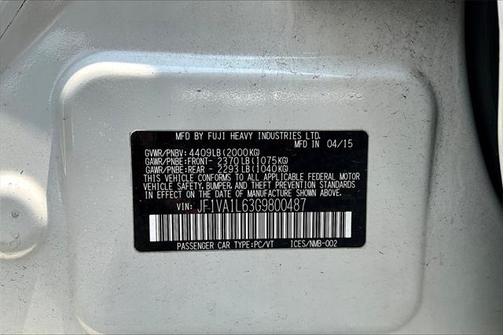 MFD BY FUJI HEAVY INDUSTRIES LTD.
MFD IN 04/15
GVWR/PNBV: 4409LB(2000KG)
GAWR/PNBE:FRONT- 2370LB(1075KG)
GAWR/PNBE:REAR - 2293LB(1040KG)
THIS VEHICLE CONFORMS TO ALL APPLICABLE FEDERAL MOTOR
VEHICLE SAFETY, BUMPER, AND THEFT PREVENTION STANDARDS
IN EFFECT ON THE DATE OF MANUFACTURE SHOWN ABOVE.
VIN: JF1VA1L63G9800487
PASSENGER CAR TYPE:PC/VT ICES/NMB-002